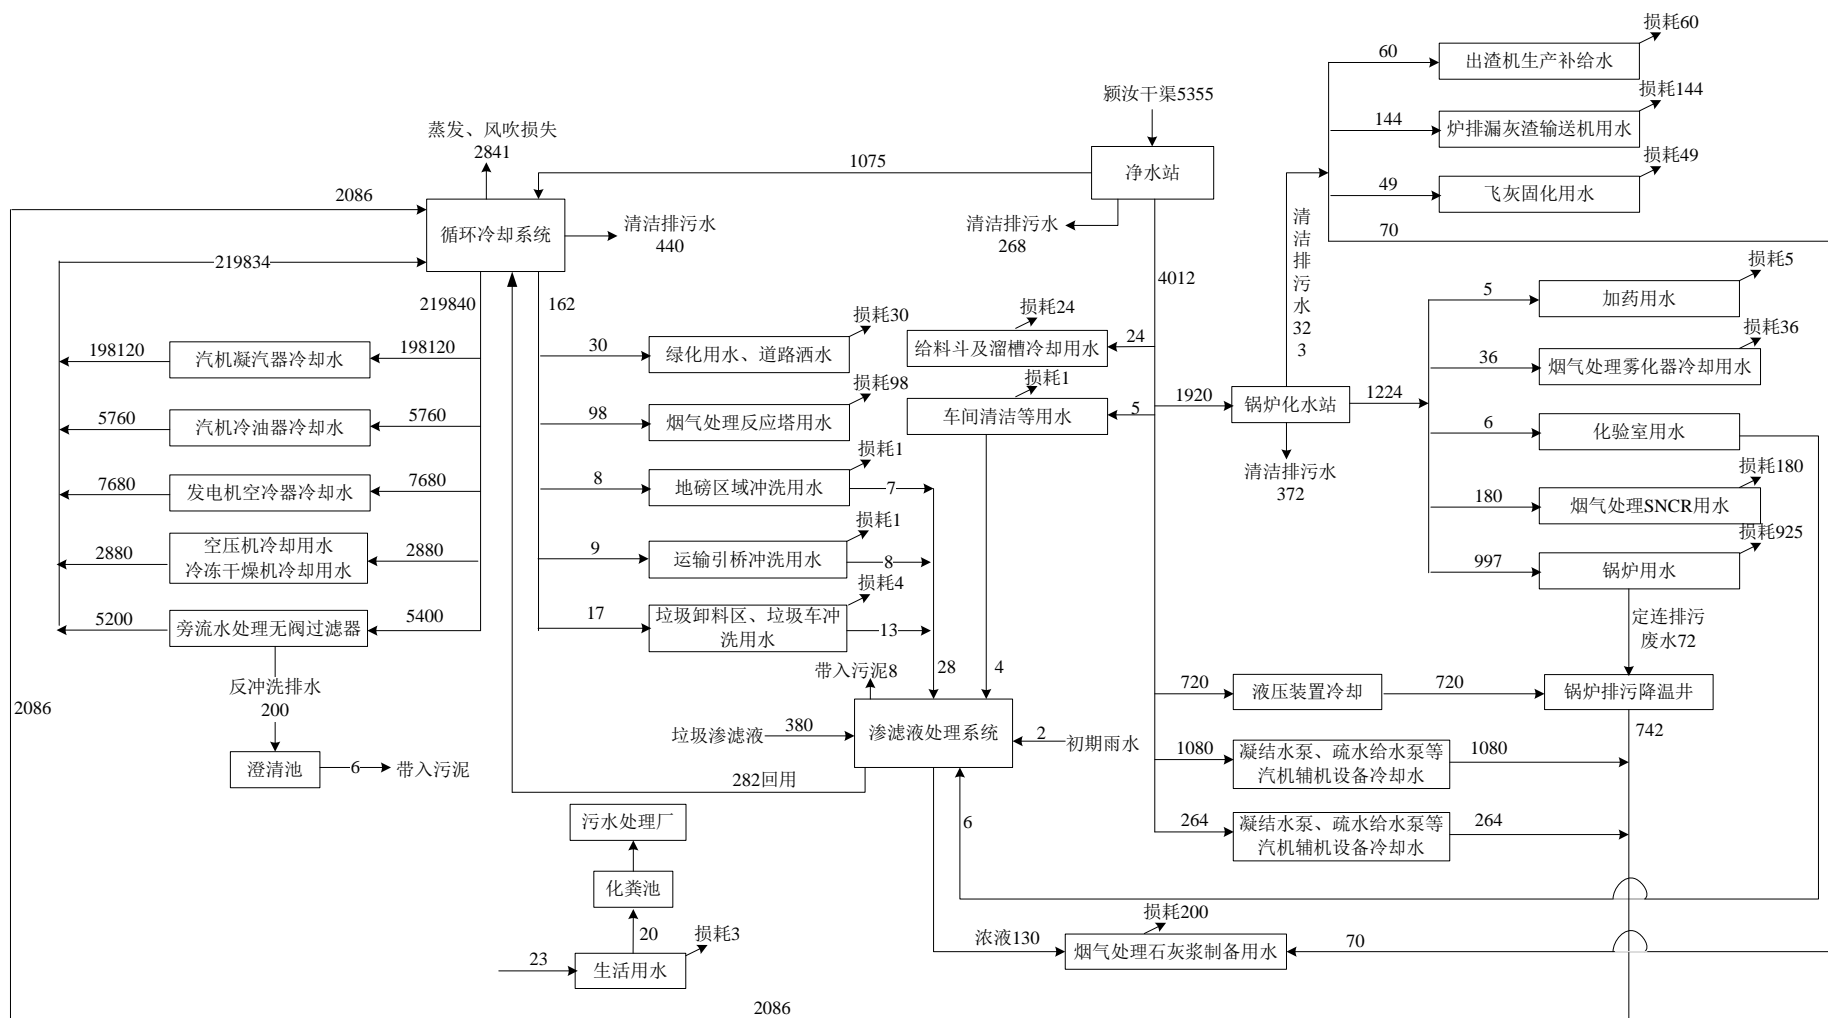 损耗60
60
出渣机生产补给水
颍汝干渠5355
损耗144
144
炉排漏灰渣输送机用水
蒸发、风吹损失
2841
1075
净水站
损耗49
49
飞灰固化用水
2086
循环冷却系统
清洁排污水
440
清洁排污水
268
清
洁
排
污
水
32
3
70
219834
219840
162
4012
损耗5
5
加药用水
损耗30
30
绿化用水、道路洒水
损耗24
24
给料斗及溜槽冷却用水
损耗36
36
烟气处理雾化器冷却用水
198120
汽机凝汽器冷却水
198120
损耗98
98
烟气处理反应塔用水
损耗1
5
车间清洁等用水
1920
锅炉化水站
1224
6
化验室用水
5760
汽机冷油器冷却水
5760
损耗1
8
地磅区域冲洗用水
7
清洁排污水
372
损耗180
180
烟气处理SNCR用水
7680
发电机空冷器冷却水
7680
损耗1
9
运输引桥冲洗用水
8
损耗925
997
锅炉用水
2880
空压机冷却用水
冷冻干燥机冷却用水
2880
损耗4
17
垃圾卸料区、垃圾车冲
洗用水
13
定连排污
废水72
5200
旁流水处理无阀过滤器
5400
带入污泥8
28
4
720
液压装置冷却
720
锅炉排污降温井
反冲洗排水
200
2086
垃圾渗滤液
380
渗滤液处理系统
2
初期雨水
742
1080
凝结水泵、疏水给水泵等
汽机辅机设备冷却水
1080
澄清池
6
带入污泥
282回用
污水处理厂
6
264
凝结水泵、疏水给水泵等
汽机辅机设备冷却水
264
化粪池
20
损耗3
23
生活用水
浓液130
损耗200
烟气处理石灰浆制备用水
70
2086